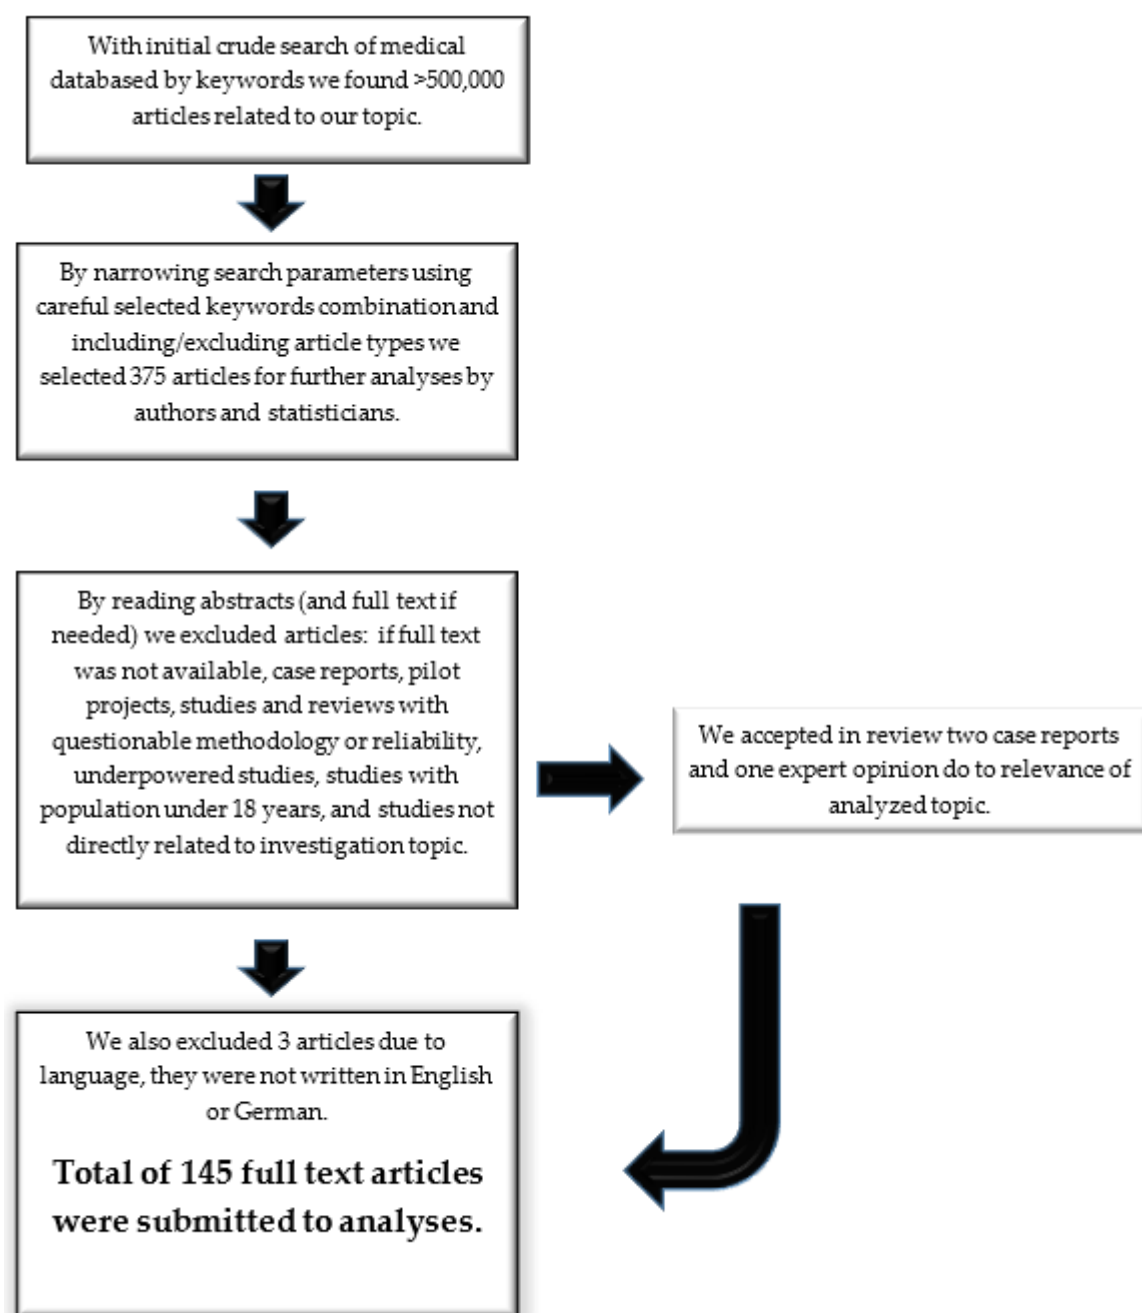 With initial crude search of medical
databased by keywords we found >500,000
articles related to our topic.
By narrowing search parameters using
careful selected keywords combination and
including/excluding article types we
selected 375 articles for further analyses by
authors and statisticians.
By reading abstracts (and full text if
needed) we excluded articles: if full text
was not available, case reports, pilot
projects, studies and reviews with
questionable methodology or reliability,
underpowered studies, studies with
population under 18 years, and studies not
directly related to investigation topic.
We accepted in review two case reports
and one expert opinion do to relevance of
analyzed topic.
We also excluded 3 articles due to
language, they were not written in English
or German.
Total of 145 full text articles
were submitted to analyses.